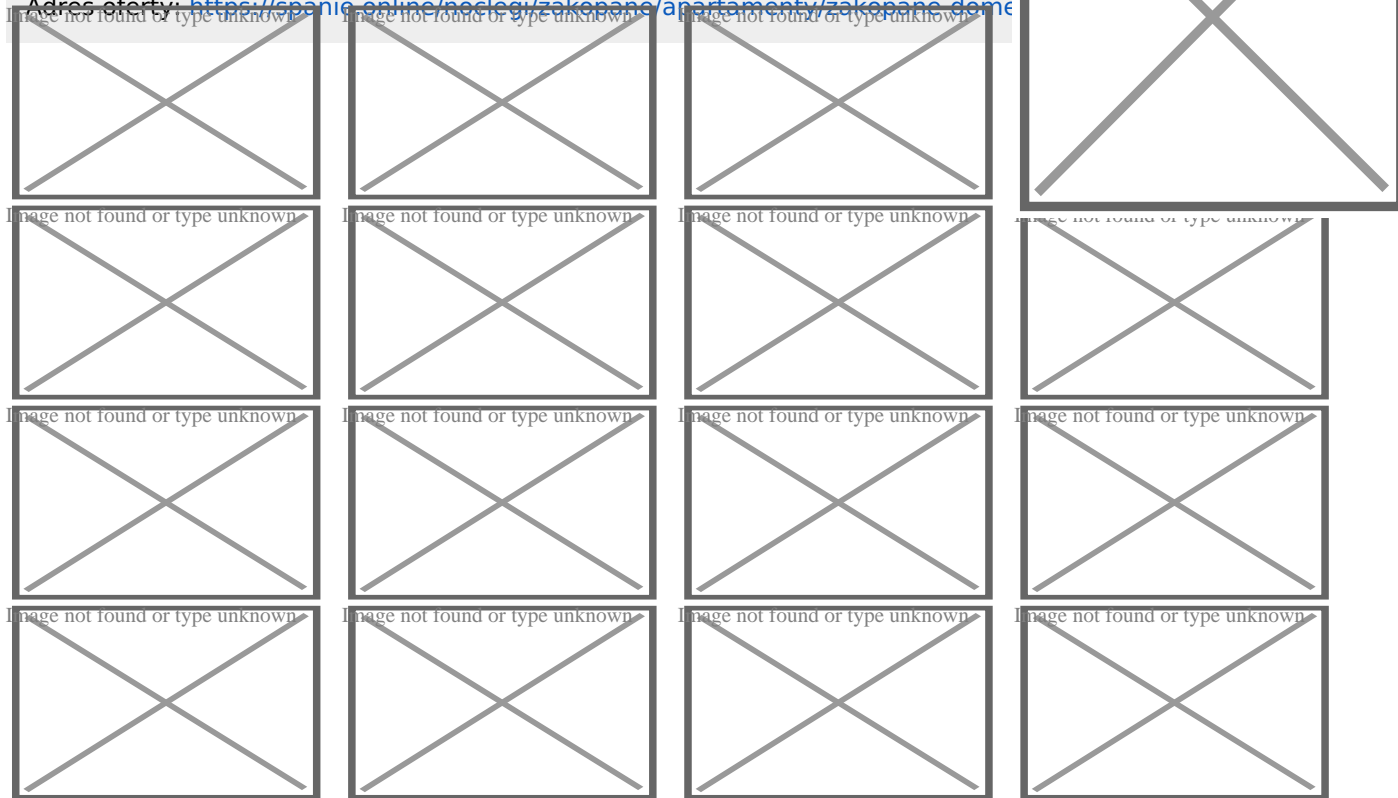 Adres oferty: https://spanie.online/noclegi/zakopane/apartamenty/zakopane-dome
Image not found or type unknown Image not found or type unknown Image not found or type unknown
Image not found or type unknown Image not found or type unknown Image not found or type unknown Image not found or type unknown
Image not found or type unknown Image not found or type unknown Image not found or type unknown Image not found or type unknown
Image not found or type unknown Image not found or type unknown Image not found or type unknown Image not found or type unknown